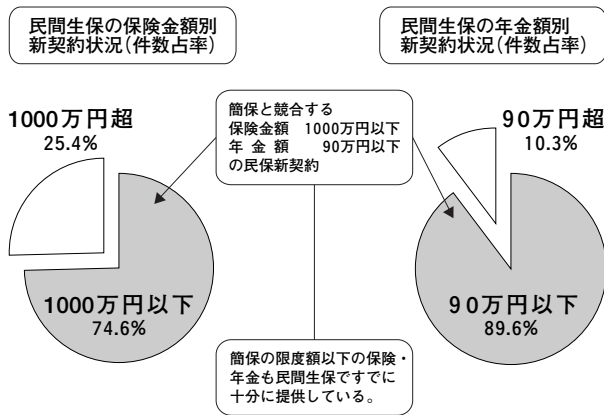 民間生保の保険金額別
新契約状況(件数占率)
民間生保の年金額別
新契約状況(件数占率)
1000万円超
25.4%
簡保と競合する
保険金額 1000万円以下
年 金 額 90万円以下
の民保新契約
90万円超
10.3%
1000万円以下
74.6%
90万円以下
89.6%
簡保の限度額以下の保険・
年金も民間生保ですでに
十分に提供している。